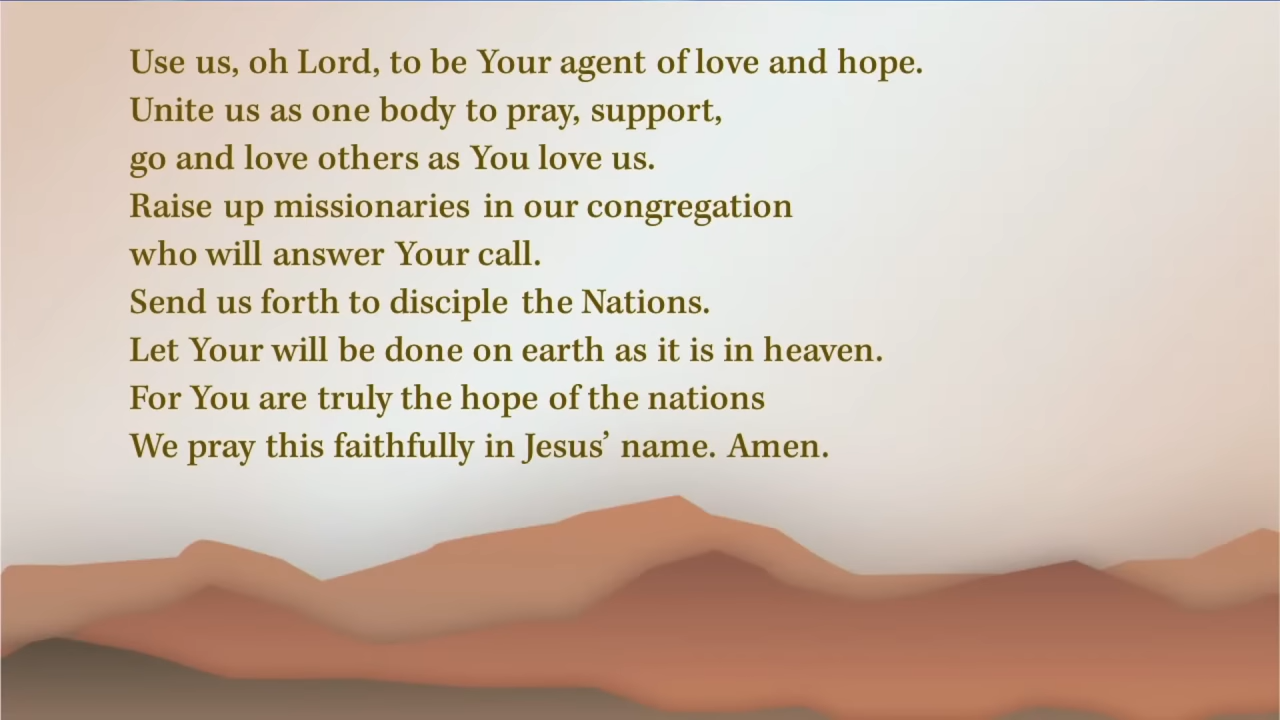 Use us, oh Lord, to be Your agent of love and hope.
Unite us as one body to pray, support,
go and love others as You love us.
Raise up missionaries in our congregation
who will answer Your call.
Send us forth to disciple the Nations.
Let Your will be done on earth as it is in heaven.
For You are truly the hope of the nations
We pray this faithfully in Jesus’ name. Amen.